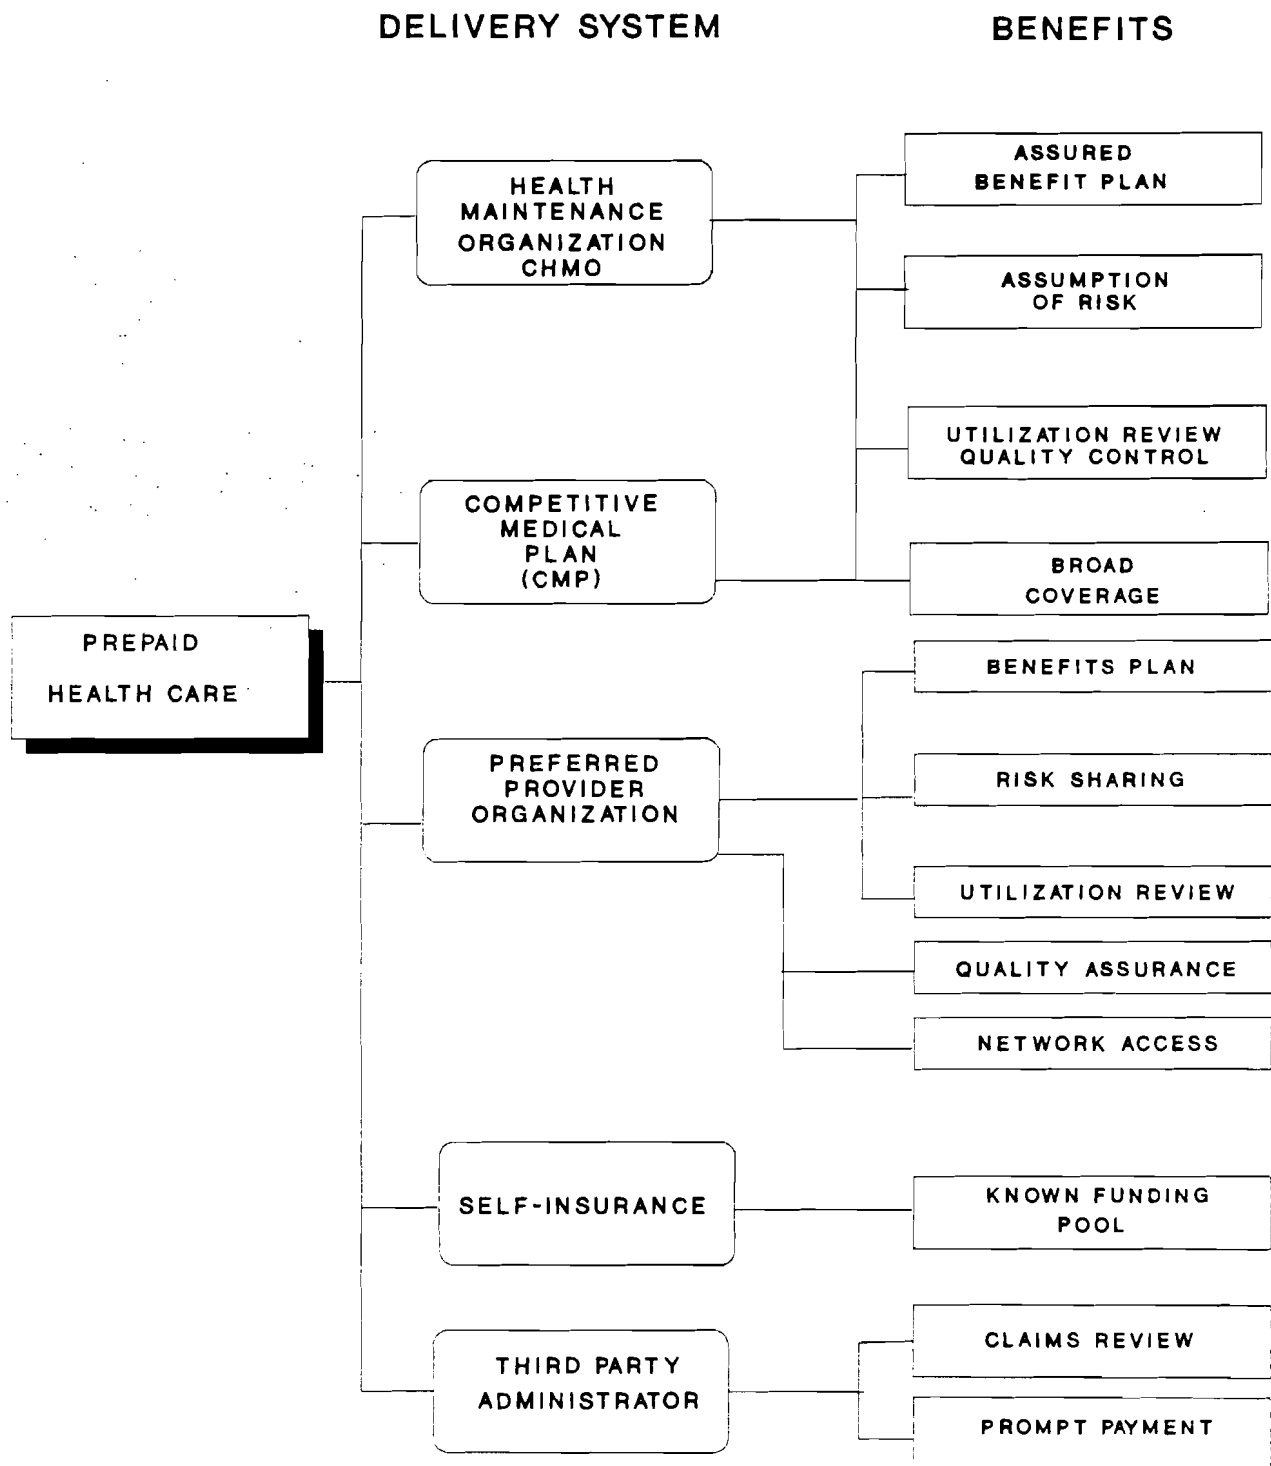 DELIVERY SYSTEM
BENEFITS
PREPAID
HEALTH CARE
HEALTH
MAINTENANCE
ORGANIZATION
CHMO
COMPETITIVE
MEDICAL
PLAN
(CMP)
PREFERRED
PROVIDER
ORGANIZATION
SELF-INSURANCE
THIRD PARTY
ADMINISTRATOR
ASSURED
BENEFIT PLAN
ASSUMPTION
OF RISK
UTILIZATION REVIEW
QUALITY CONTROL
BROAD
COVERAGE
BENEFITS PLAN
RISK SHARING
UTILIZATION REVIEW
QUALITY ASSURANCE
NETWORK ACCESS
KNOWN FUNDING
POOL
CLAIMS REVIEW
PROMPT PAYMENT